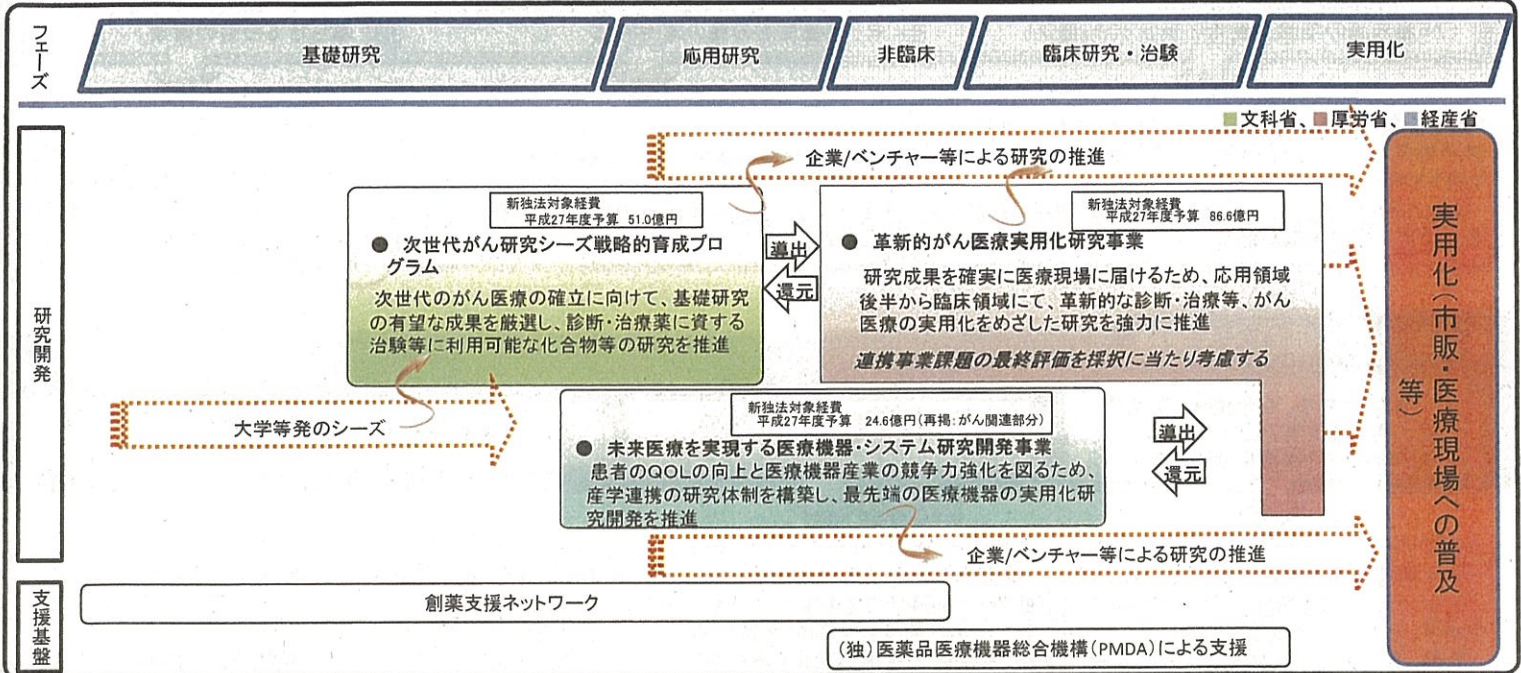 フェーズ
基礎研究
応用研究
非臨床
臨床研究・治験
実用化
■文科省、■厚労省、■経産省
研究開発
企業/ベンチャー等による研究の推進
新独法対象経費
平成27年度予算 51.0億円
● 次世代がん研究シーズ戦略的育成プロ
グラム
次世代のがん医療の確立に向けて、基礎研究
の有望な成果を厳選し、診断・治療薬に資する
治験等に利用可能な化合物等の研究を推進
導出
還元
新独法対象経費
平成27年度予算 86.6億円
● 革新的がん医療実用化研究事業
研究成果を確実に医療現場に届けるため、応用領域
後半から臨床領域にて、革新的な診断・治療等、がん
医療の実用化をめざした研究を強力に推進
連携事業課題の最終評価を採択に当たり考慮する
大学等発のシーズ
新独法対象経費
平成27年度予算 24.6億円(再掲:がん関連部分)
● 未来医療を実現する医療機器・システム研究開発事業
患者のQOLの向上と医療機器産業の競争力強化を図るため、
産学連携の研究体制を構築し、最先端の医療機器の実用化研
究開発を推進
導出
還元
企業/ベンチャー等による研究の推進
実用化(市販・医療現場への普及
等)
支援基盤
創薬支援ネットワーク
(独)医薬品医療機器総合機構(PMDA)による支援